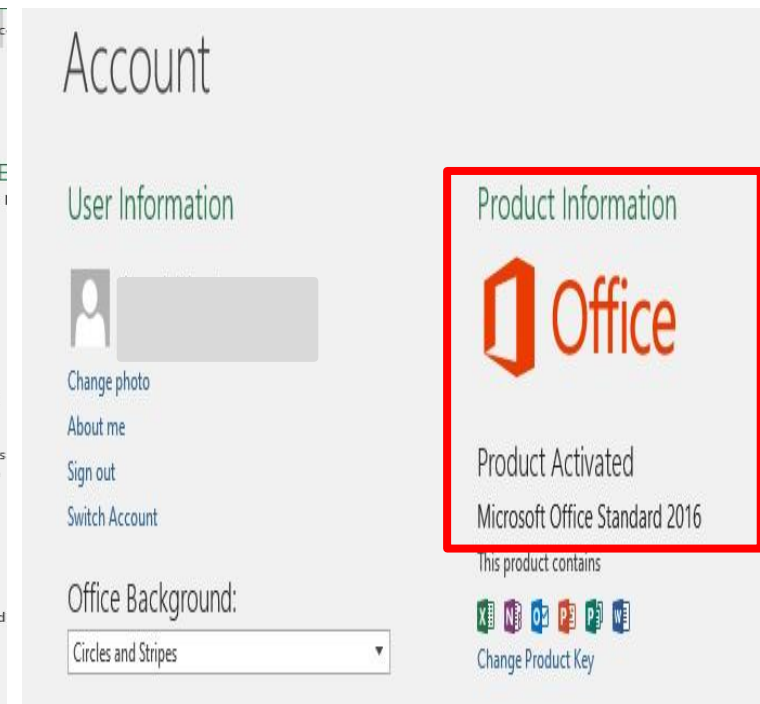 Account
User Information
Change photo
About me
Sign out
Switch Account
Office Background:
Circles and Stripes
Product Information
Office
Product Activated
Microsoft Office Standard 2016
This product contains
Change Product Key